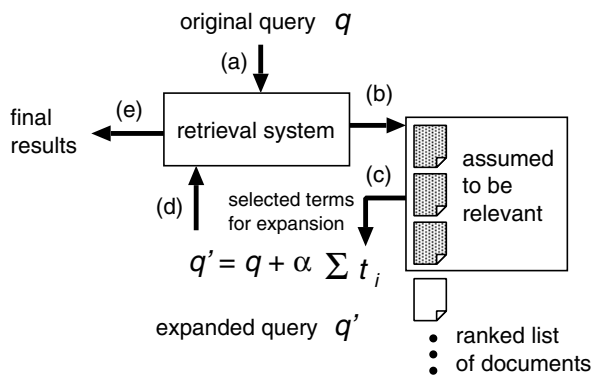 original query q
(a)
(e)
(b)
final
results
retrieval system
assumed
to be
relevant
(c)
(d)
selected terms
for expansion
q' = q + α Σ t i
expanded query q'
ranked list
of documents